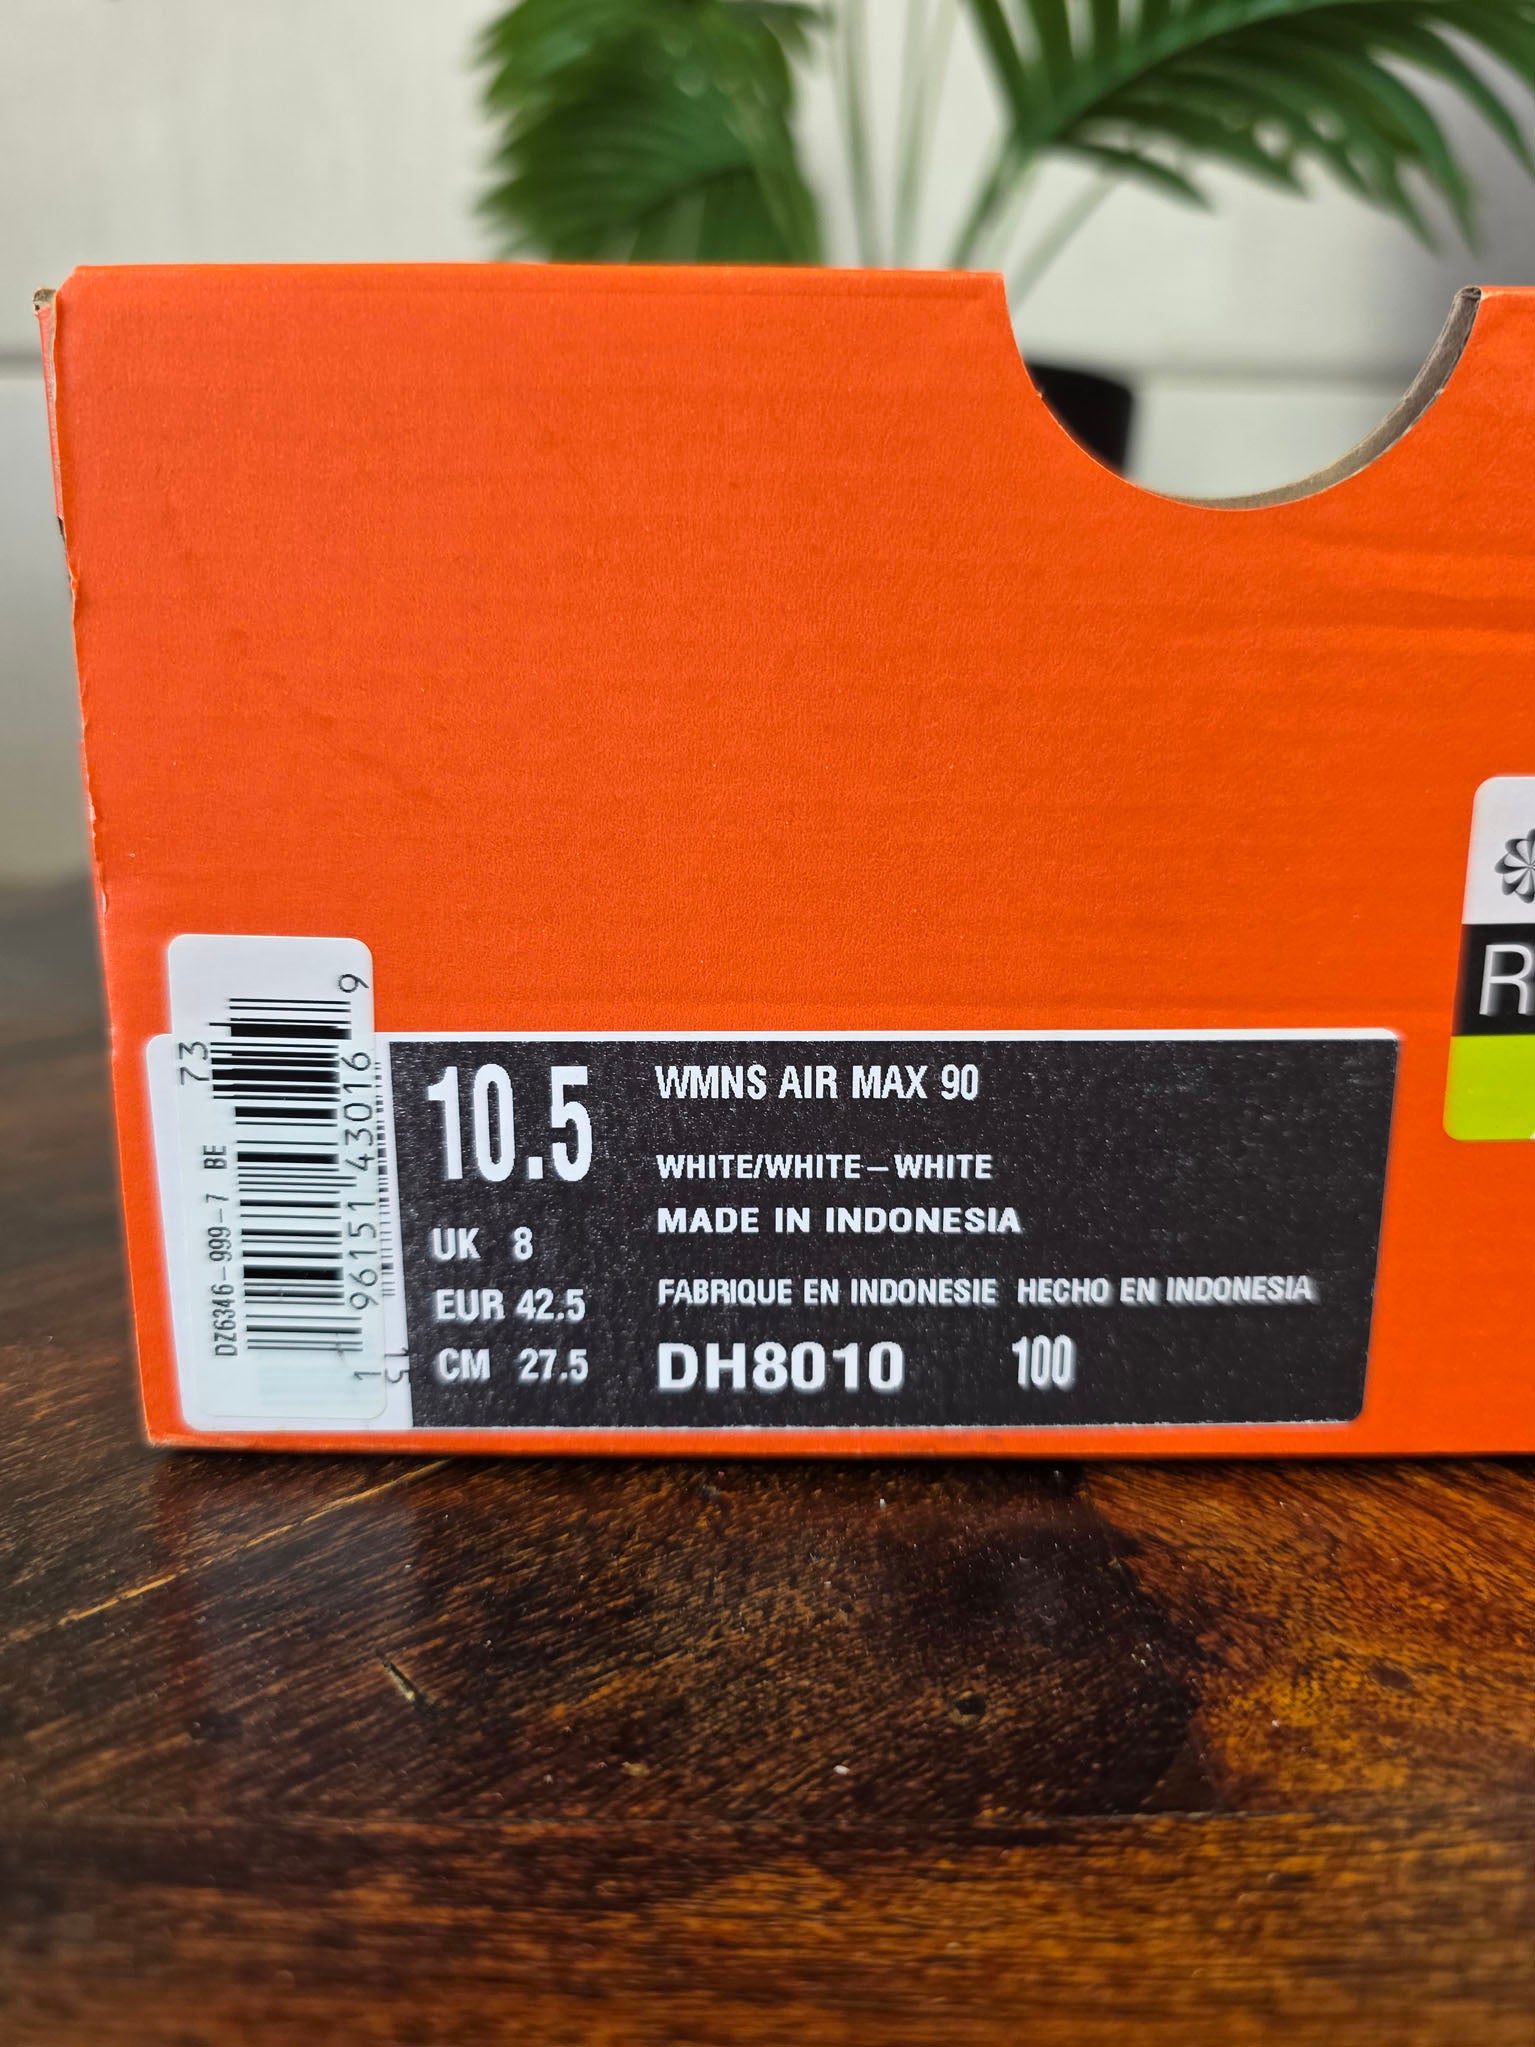 73
DZ6346-999-7 BE
1 96151 43016 9
15
10.5
UK 8
EUR 42.5
CM 27.5
WMNS AIR MAX 90
WHITE/WHITE-WHITE
MADE IN INDONESIA
FABRIQUE EN INDONESIE HECHO EN INDONESIA
DH8010 100
R